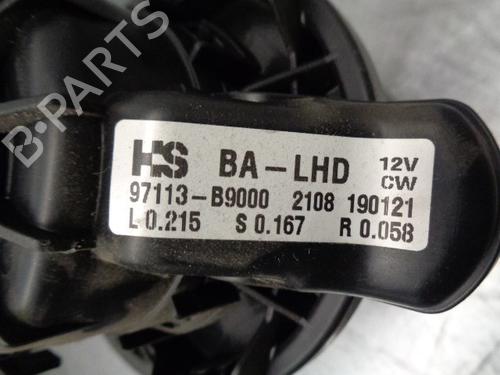 B-PARTS
HS BA-LHD 12V
CW
97113-B9000 2108 190121
L 0.215 S 0.167 R 0.058